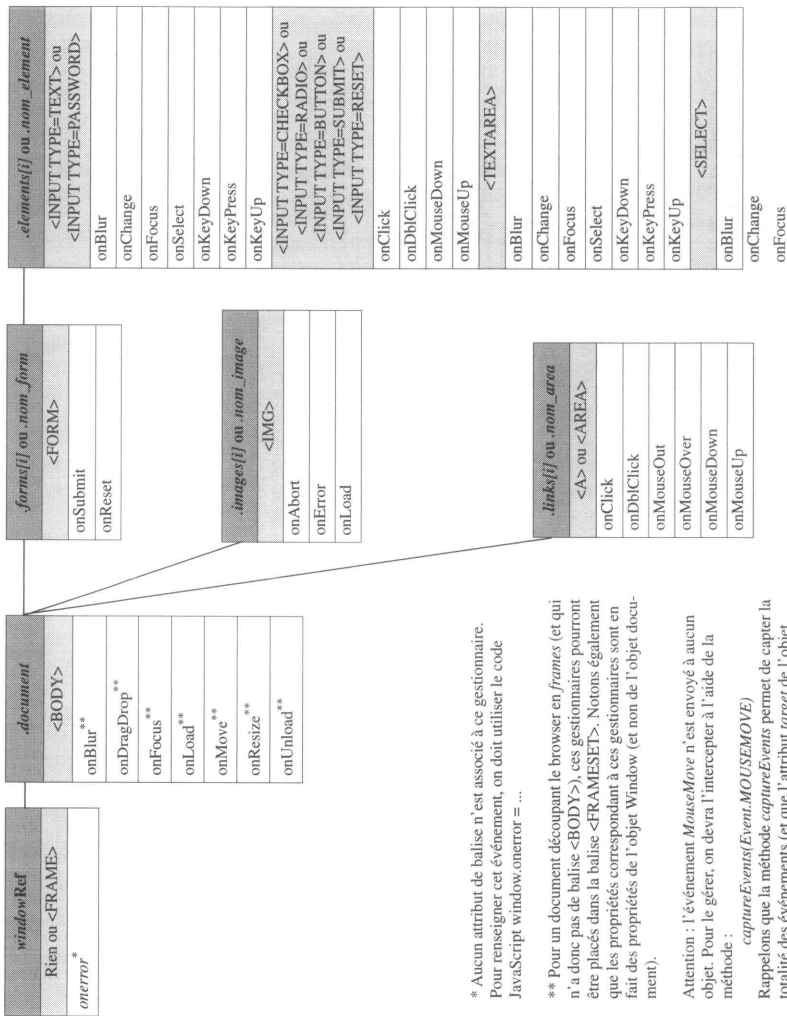 windowRef
Rien ou <FRAME>
onerror*
.document
<BODY>
onBlur**
onDragDrop**
onFocus**
onLoad**
onMove**
onResize**
onUnload**
.forms[i] ou .nom_form
<FORM>
onSubmit
onReset
.images[i] ou .nom_image
<IMG>
onAbort
onError
onLoad
.links[i] ou .nom_area
<A> ou <AREA>
onClick
onDblClick
onMouseOut
onMouseOver
onMouseDown
onMouseUp
.elements[i] ou .nom_element
<INPUT TYPE=TEXT> ou
<INPUT TYPE=PASSWORD>
onBlur
onChange
onFocus
onSelect
onKeyDown
onKeyPress
onKeyUp
<INPUT TYPE=CHECKBOX> ou
<INPUT TYPE=RADIO> ou
<INPUT TYPE=BUTTON> ou
<INPUT TYPE=SUBMIT> ou
<INPUT TYPE=RESET>
onClick
onDblClick
onMouseDown
onMouseUp
<TEXTAREA>
onBlur
onChange
onFocus
onSelect
onKeyDown
onKeyPress
onKeyUp
<SELECT>
onBlur
onChange
onFocus
* Aucun attribut de balise n'est associé à ce gestionnaire.
Pour renseigner cet événement, on doit utiliser le code
JavaScript window.onerror = ...
** Pour un document découpant le browser en frames (et qui
n'a donc pas de balise <BODY>), ces gestionnaires pourront
être placés dans la balise <FRAMESET>. Notons également
que les propriétés correspondant à ces gestionnaires sont en
fait des propriétés de l'objet Window (et non de l'objet docu-
ment).
Attention : l'événement MouseMove n'est envoyé à aucun
objet. Pour le gérer, on devra l'intercepter à l'aide de la
méthode :
captureEvents(Event.MOUSEMOVE)
Rappelons que la méthode captureEvents permet de capter la
totalité des événements (et que l'attribut target de l'objet